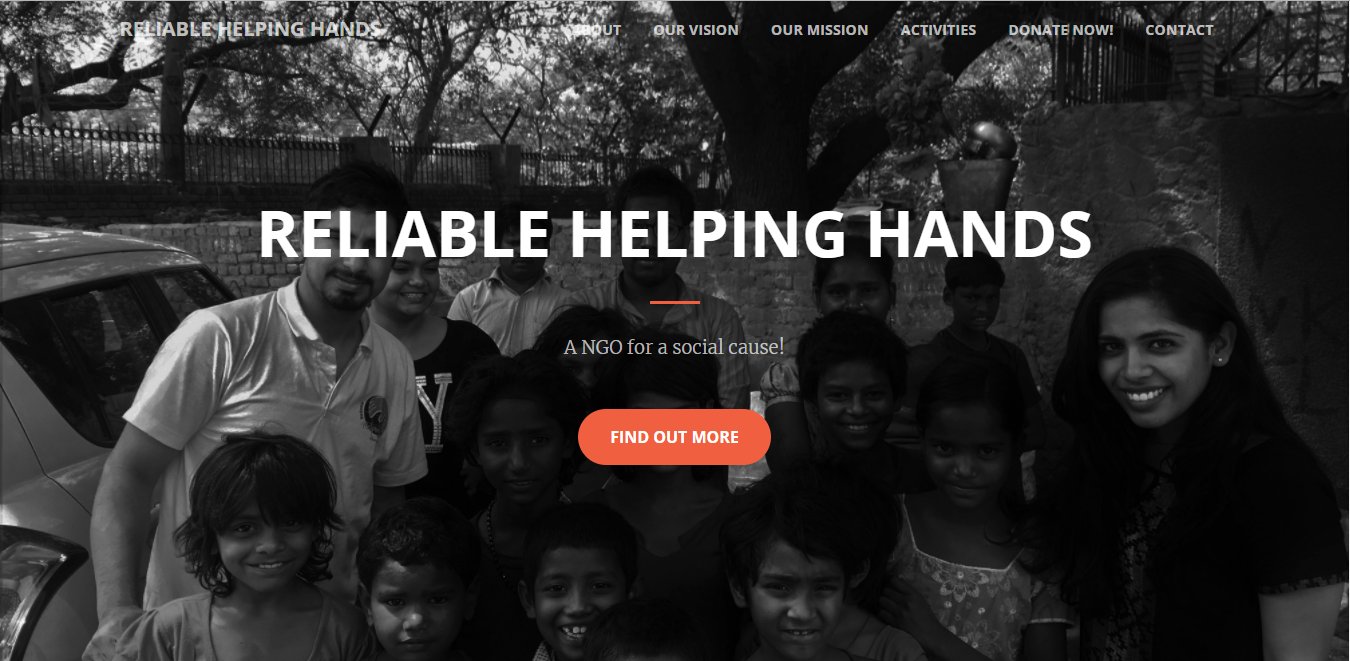 RELIABLE HELPING HANDS
ABOUT OUR VISION OUR MISSION ACTIVITIES DONATE NOW! CONTACT
RELIABLE HELPING HANDS
A NGO for a social cause!
Y
FIND OUT MORE